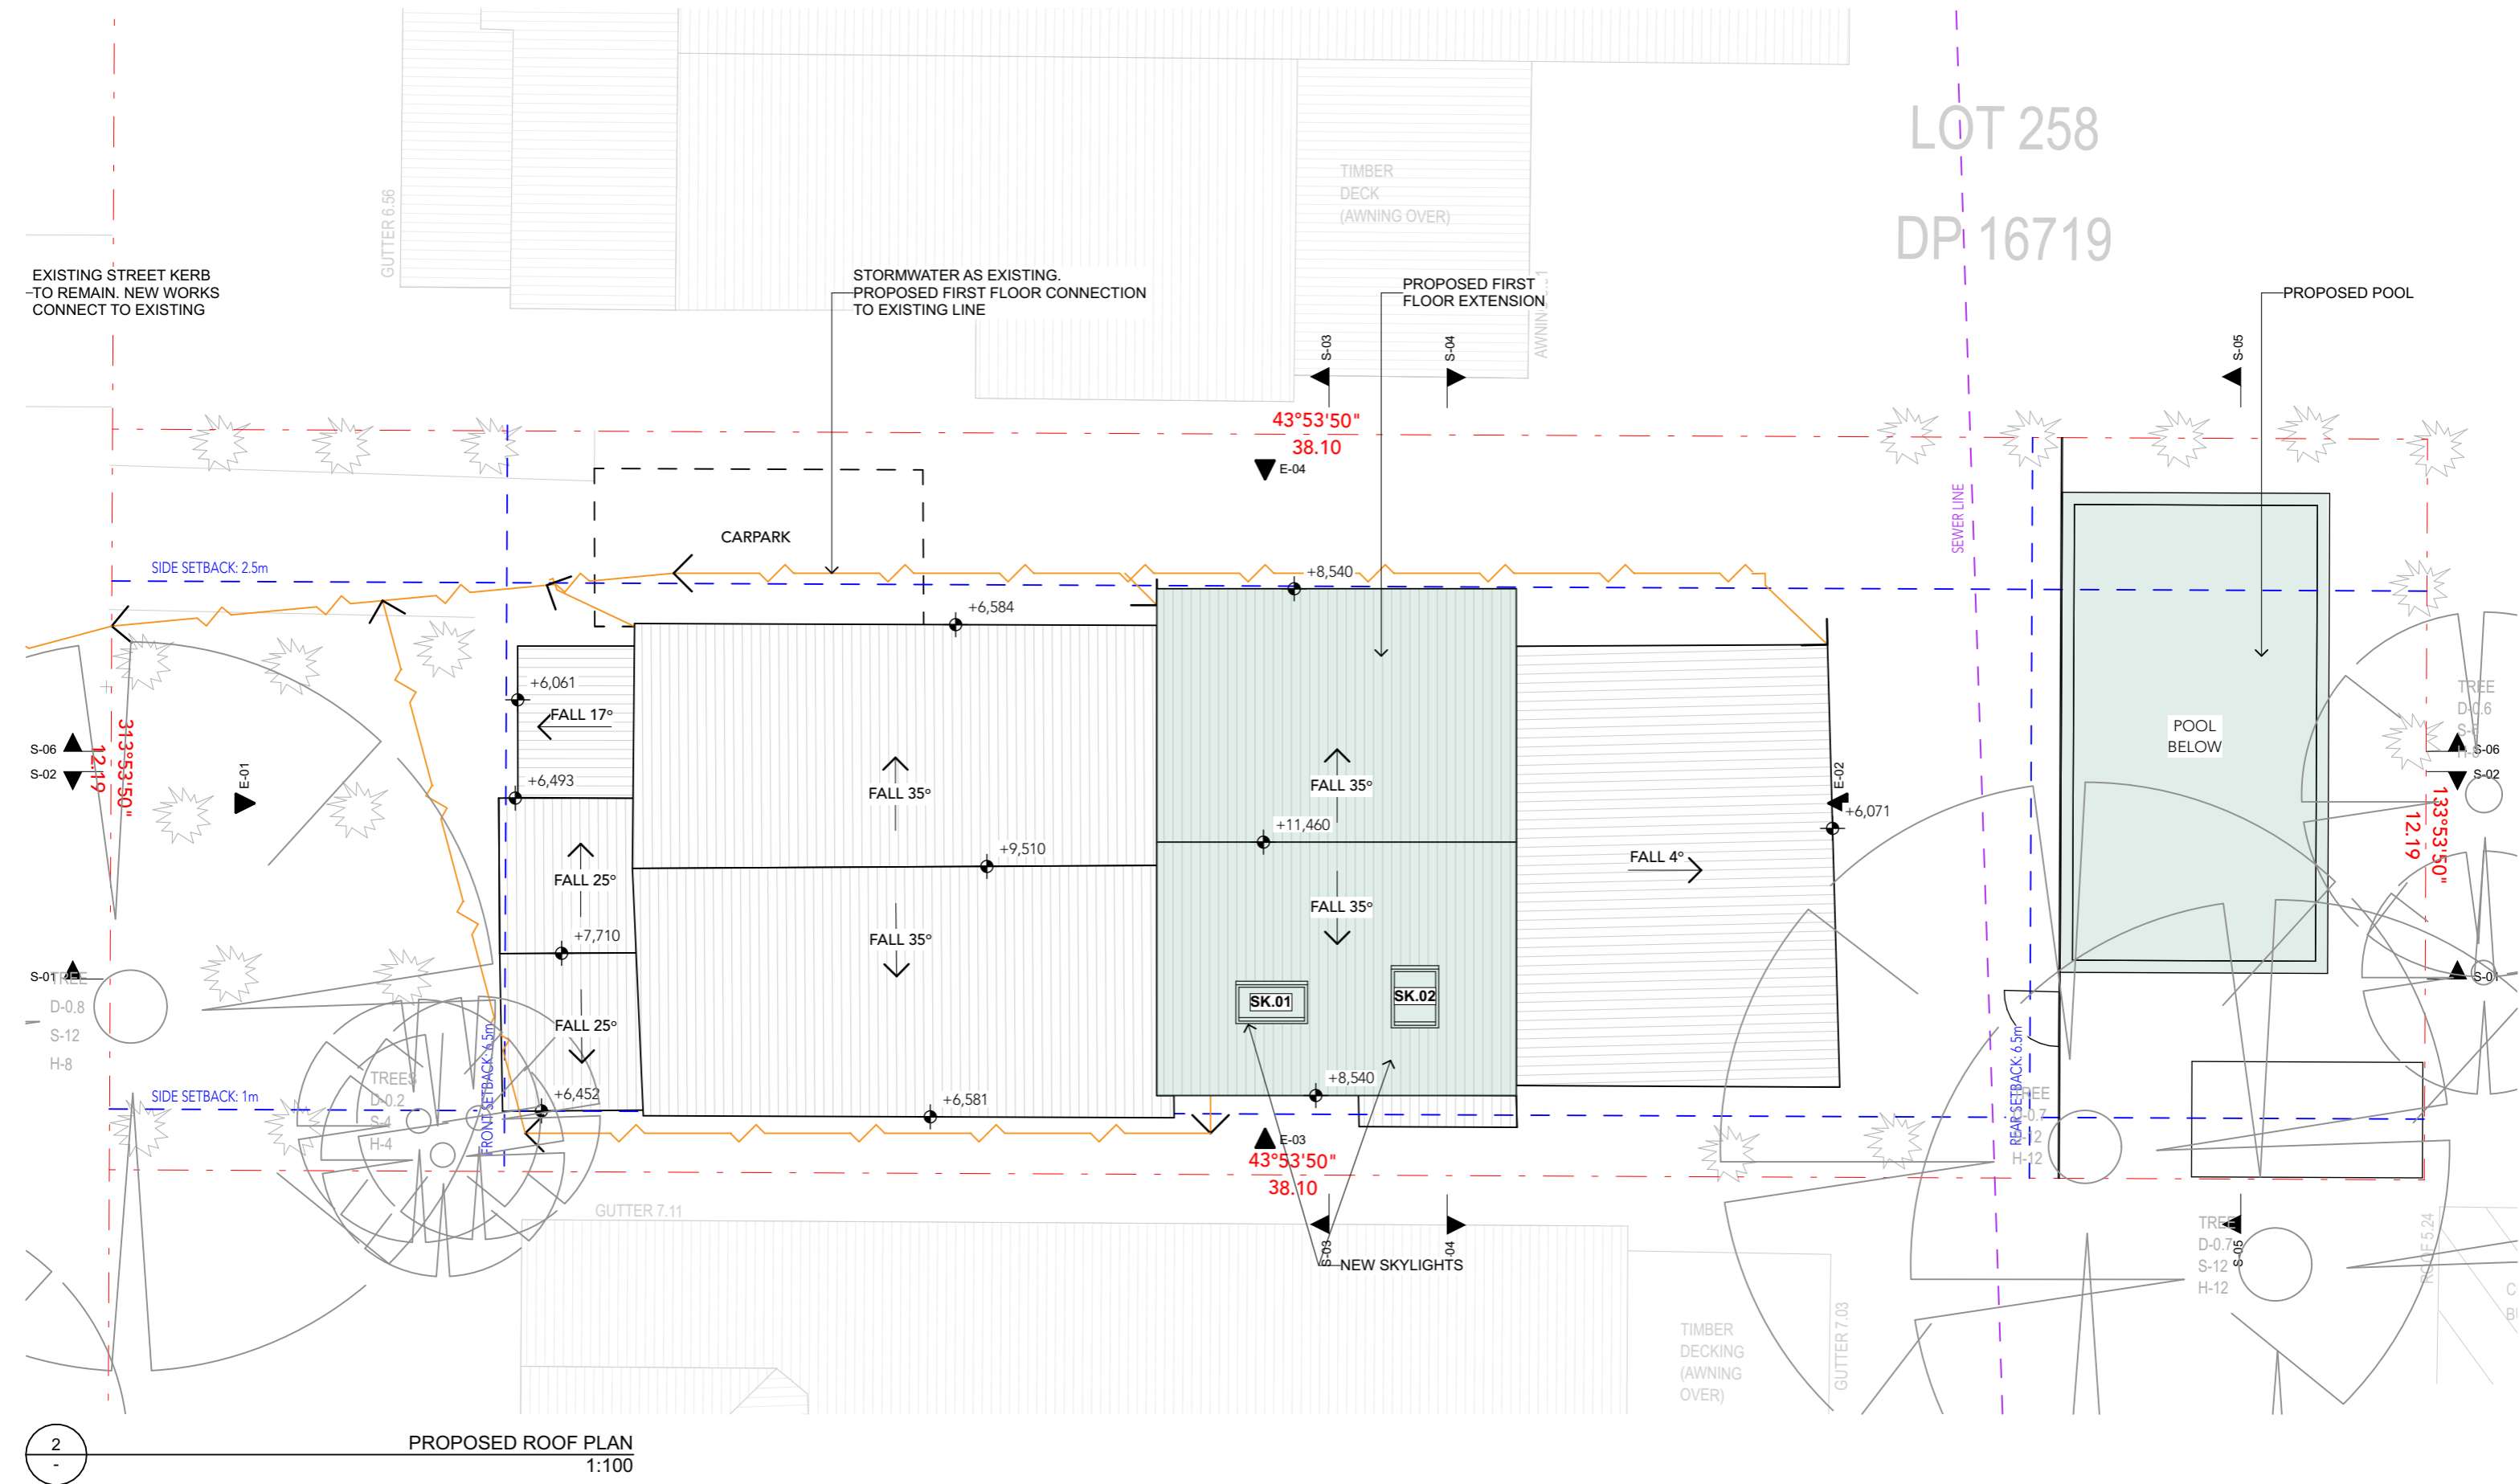 LOT 258
DP 16719
TIMBER
DECK
(AWNING OVER)
GUTTER 6.56
EXISTING STREET KERB
TO REMAIN. NEW WORKS
CONNECT TO EXISTING
STORMWATER AS EXISTING.
PROPOSED FIRST FLOOR CONNECTION
TO EXISTING LINE
PROPOSED FIRST
FLOOR EXTENSION
PROPOSED POOL
S-03
S-04
S-05
43°53'50"
38.10
E-04
SEWER LINE
CARPARK
SIDE SETBACK: 2.5m
+8,540
+6,584
+6,061
FALL 17°
+6,493
FALL 35°
FALL 35°
+11,460
+9,510
FALL 35°
FALL 35°
FALL 25°
+7,710
FALL 25°
+6,452
+6,581
+8,540
FALL 4°
E-02
+6,071
POOL
BELOW
SK.01
SK.02
S-06
S-02
313°53'50"
12.19
E-01
S-01
TREE
D-0.8
S-12
H-8
TREES
D-0.2
S-4
H-4
SIDE SETBACK: 1m
FRONT SETBACK: 6.5m
REAR SETBACK: 6.5m
TREE
D-0.6
S-06
S-02
133°53'50"
12.19
S-01
H-12
E-03
43°53'50"
38.10
GUTTER 7.11
S-03
NEW SKYLIGHTS
TIMBER
DECKING
(AWNING
OVER)
GUTTER 7.03
TREE
D-0.7
S-12
H-12
S-05
ROOF 5.24
2
-
PROPOSED ROOF PLAN
1:100